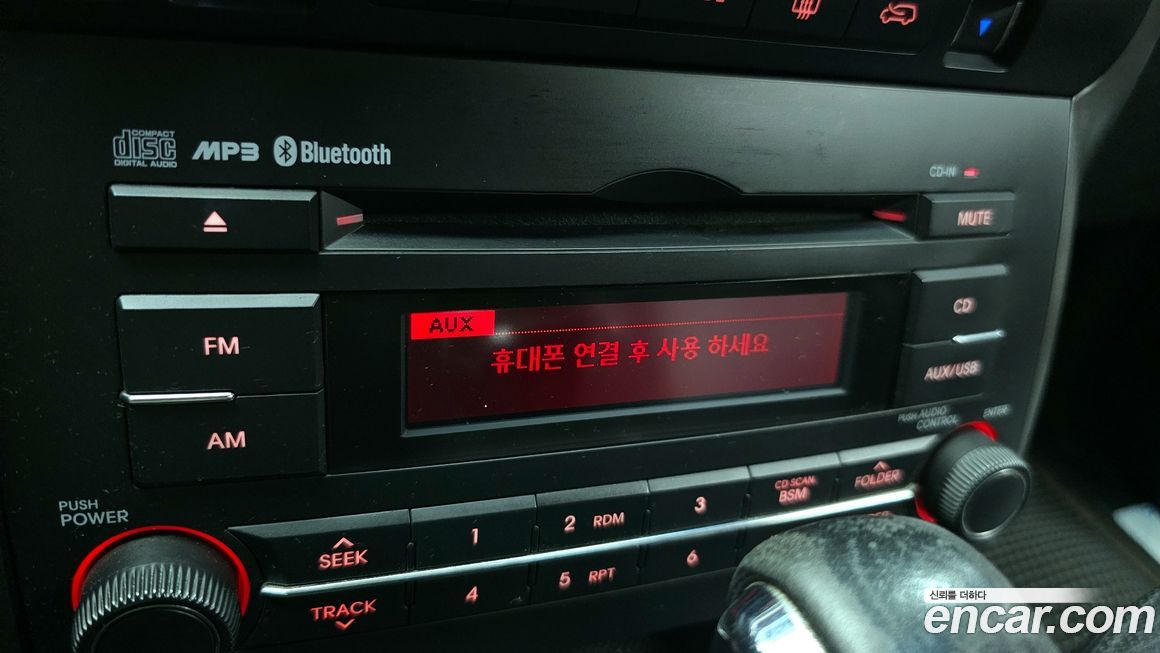 COMPACT
disc
DIGITAL AUDIO
MP3
Bluetooth
CD-IN
MUTE
FM
AUX
휴대폰 연결 후 사용 하세요
CD
AM
AUX/USB
PUSH AUDIO CONTROL
ENTER
PUSH
POWER
SEEK
1
2 RDM
3
CD SCAN
BSM
FOLDER
TRACK
4
5 RPT
6
신뢰를 더하다
encar.com